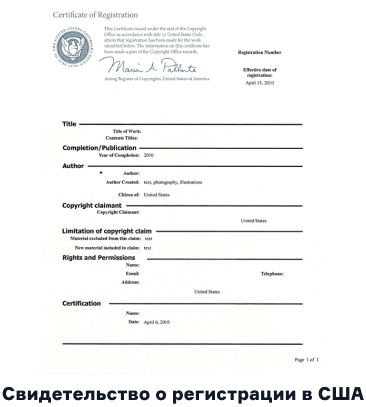 Certificate of Registration
This Certificate issued under the seal of the Copyright
Office in accordance with title 17, United States Code,
attests that registration has been made for the work
identified below. The information on this certificate has
been made a part of the Copyright Office records.
Maria A. Pallante
Acting Register of Copyrights, United States of America
Registration Number
Effective date of
registration:
April 15, 2010
Title
Title of Work:
Contents Titles:
Completion/Publication
Year of Completion: 2010
Author
* Author:
Author Created: text, photography, illustrations
Citizen of: United States
Copyright claimant
Copyright Claimant:
United States
Limitation of copyright claim
Material excluded from this claim: text
New material included in claim: text
Rights and Permissions
Name:
Email: Telephone:
Address:
United States
Certification
Name:
Date: April 6, 2010
Page 1 of 1
Свидетельство о регистрации в США